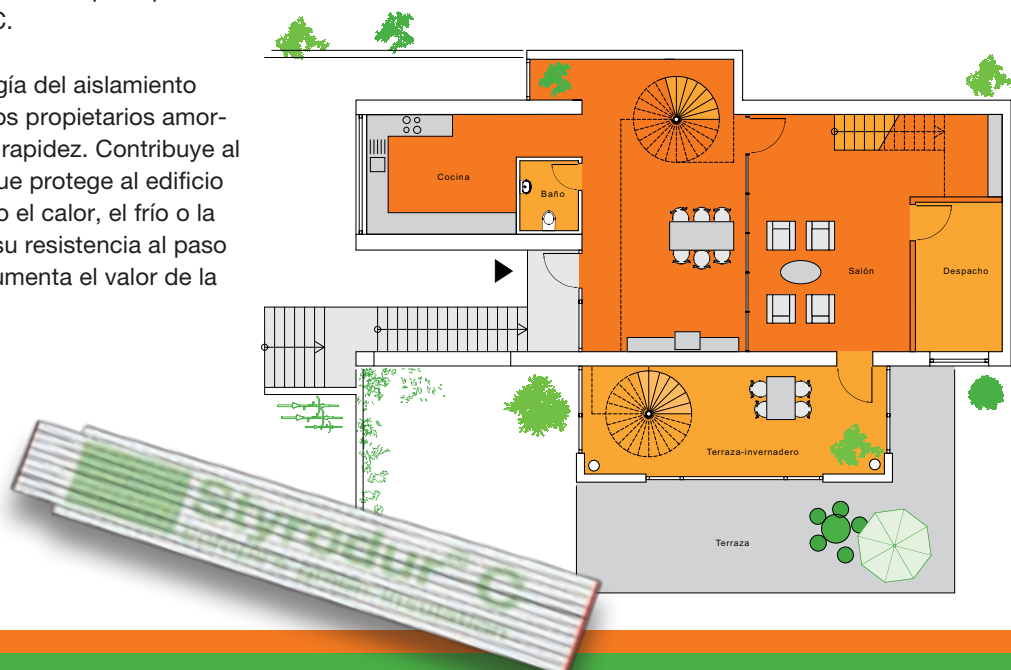 C.
gía del aislamiento
os propietarios amor-
rapidez. Contribuye al
ue protege al edificio
o el calor, el frío o la
su resistencia al paso
umenta el valor de la
Cocina
Baño
Salón
Despacho
Terraza-invernadero
Terraza
Styrodur® C